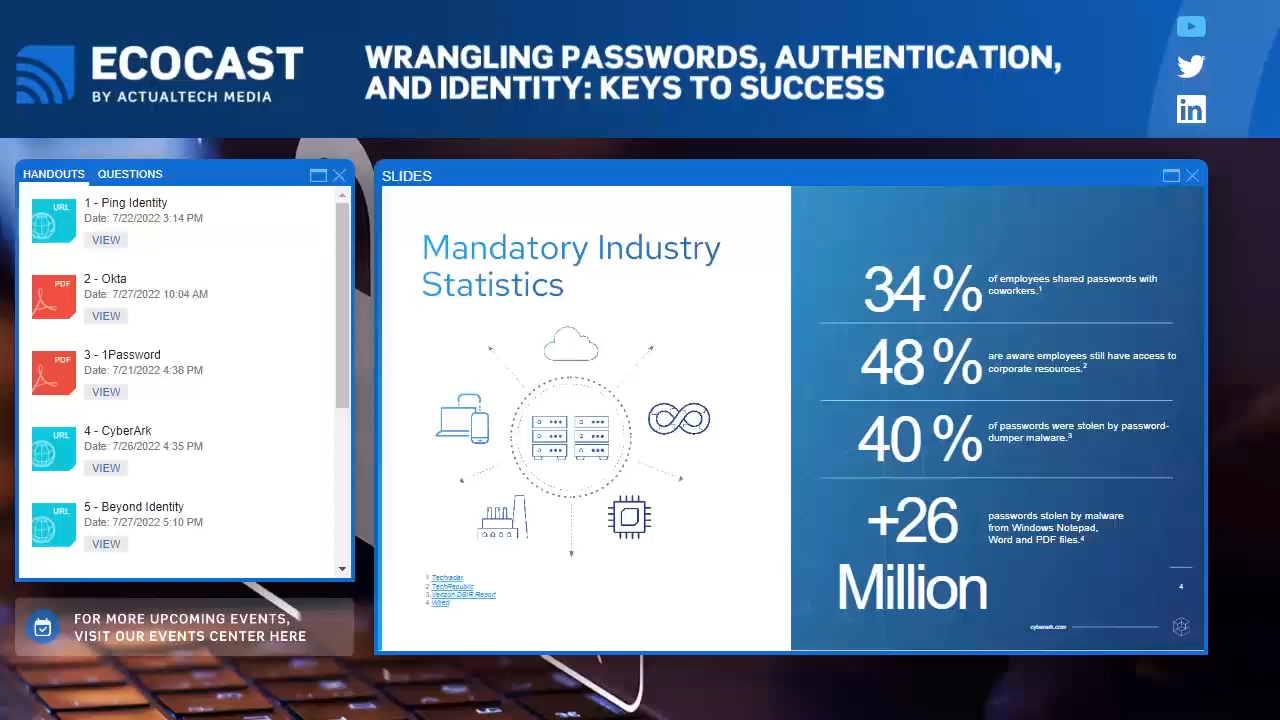 ECOCAST
BY ACTUALTECH MEDIA
WRANGLING PASSWORDS, AUTHENTICATION,
AND IDENTITY: KEYS TO SUCCESS
in
HANDOUTS QUESTIONS
URL
1 - Ping Identity
Date: 7/22/2022 3:14 PM
VIEW
PDF
2 - Okta
Date: 7/27/2022 10:04 AM
VIEW
PDF
3 - 1Password
Date: 7/21/2022 4:38 PM
VIEW
URL
4 - CyberArk
Date: 7/26/2022 4:35 PM
VIEW
URL
5 - Beyond Identity
Date: 7/27/2022 5:10 PM
VIEW
FOR MORE UPCOMING EVENTS,
VISIT OUR EVENTS CENTER HERE
SLIDES
Mandatory Industry
Statistics
1 Techradar
2 TechRepublic
3 Verizon DBIR Report
4 Wired
34 %
of employees shared passwords with
coworkers.1
48 %
are aware employees still have access to
corporate resources.2
40 %
of passwords were stolen by password-
dumper malware.3
+26
Million
passwords stolen by malware
from Windows Notepad,
Word and PDF files.4
4
cyberark.com